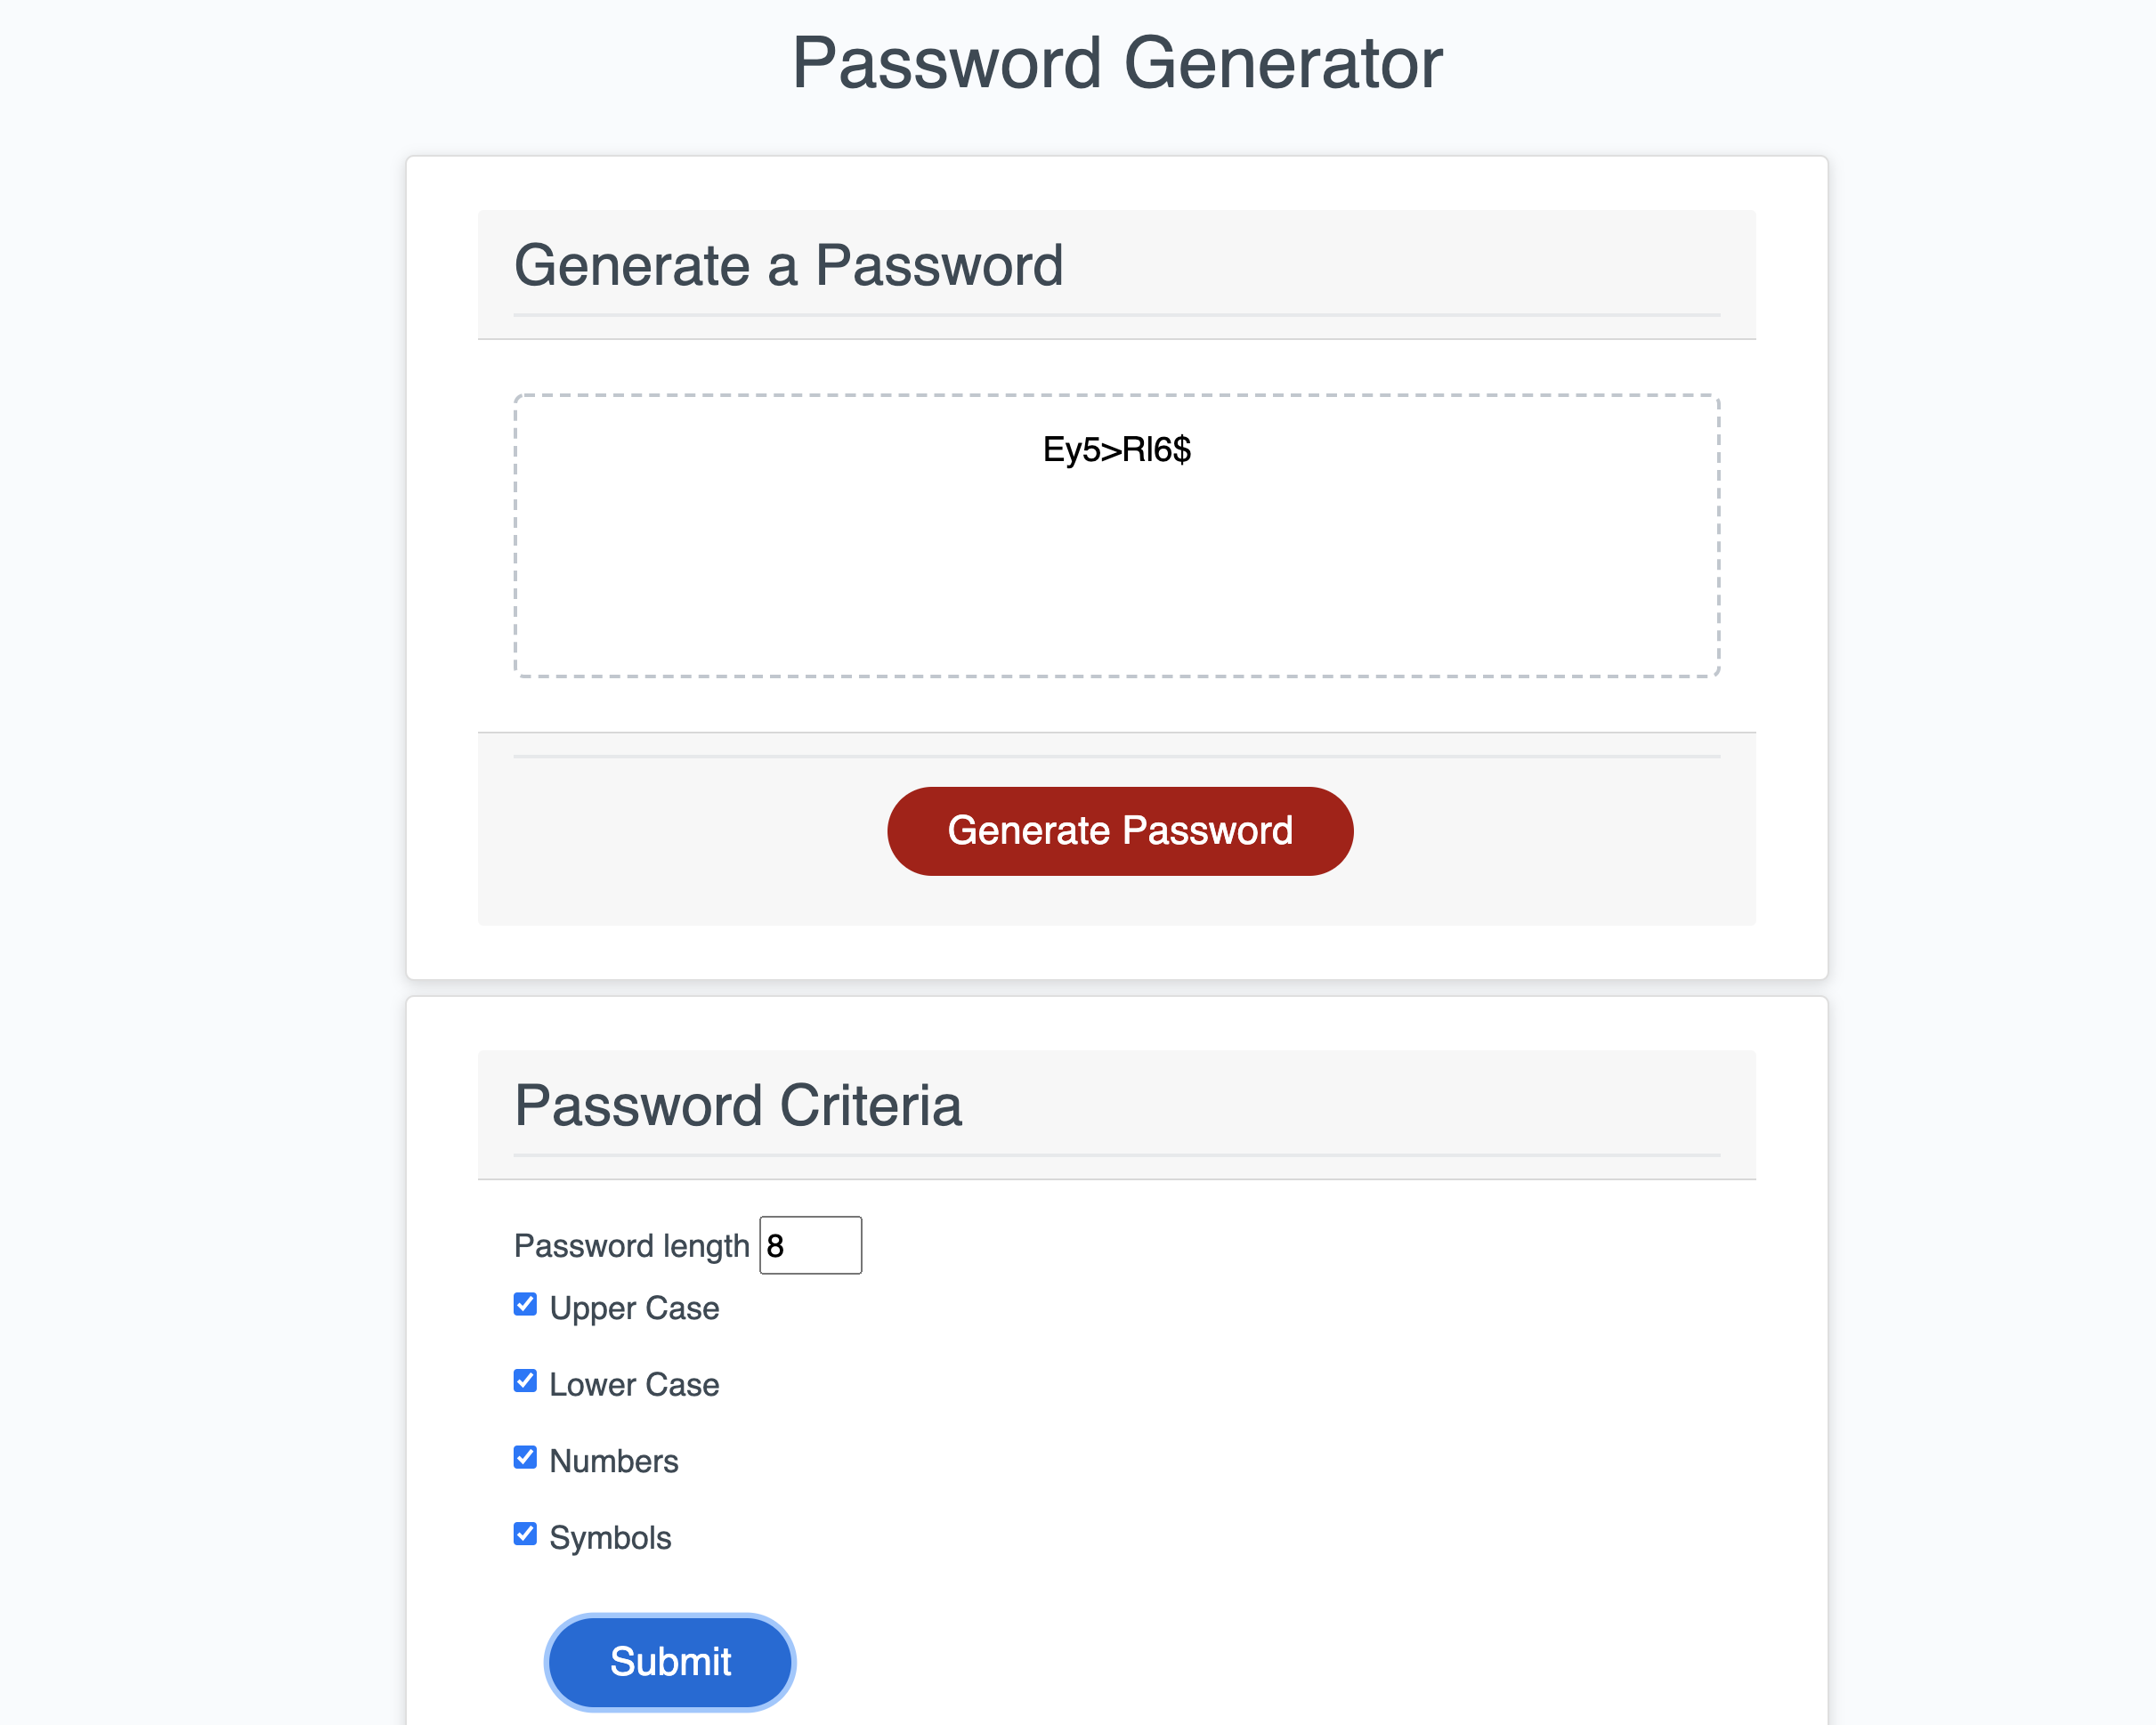 Password Generator
Generate a Password
Ey5>Rl6$
Generate Password
Password Criteria
Password length 8
Upper Case
Lower Case
Numbers
Symbols
Submit